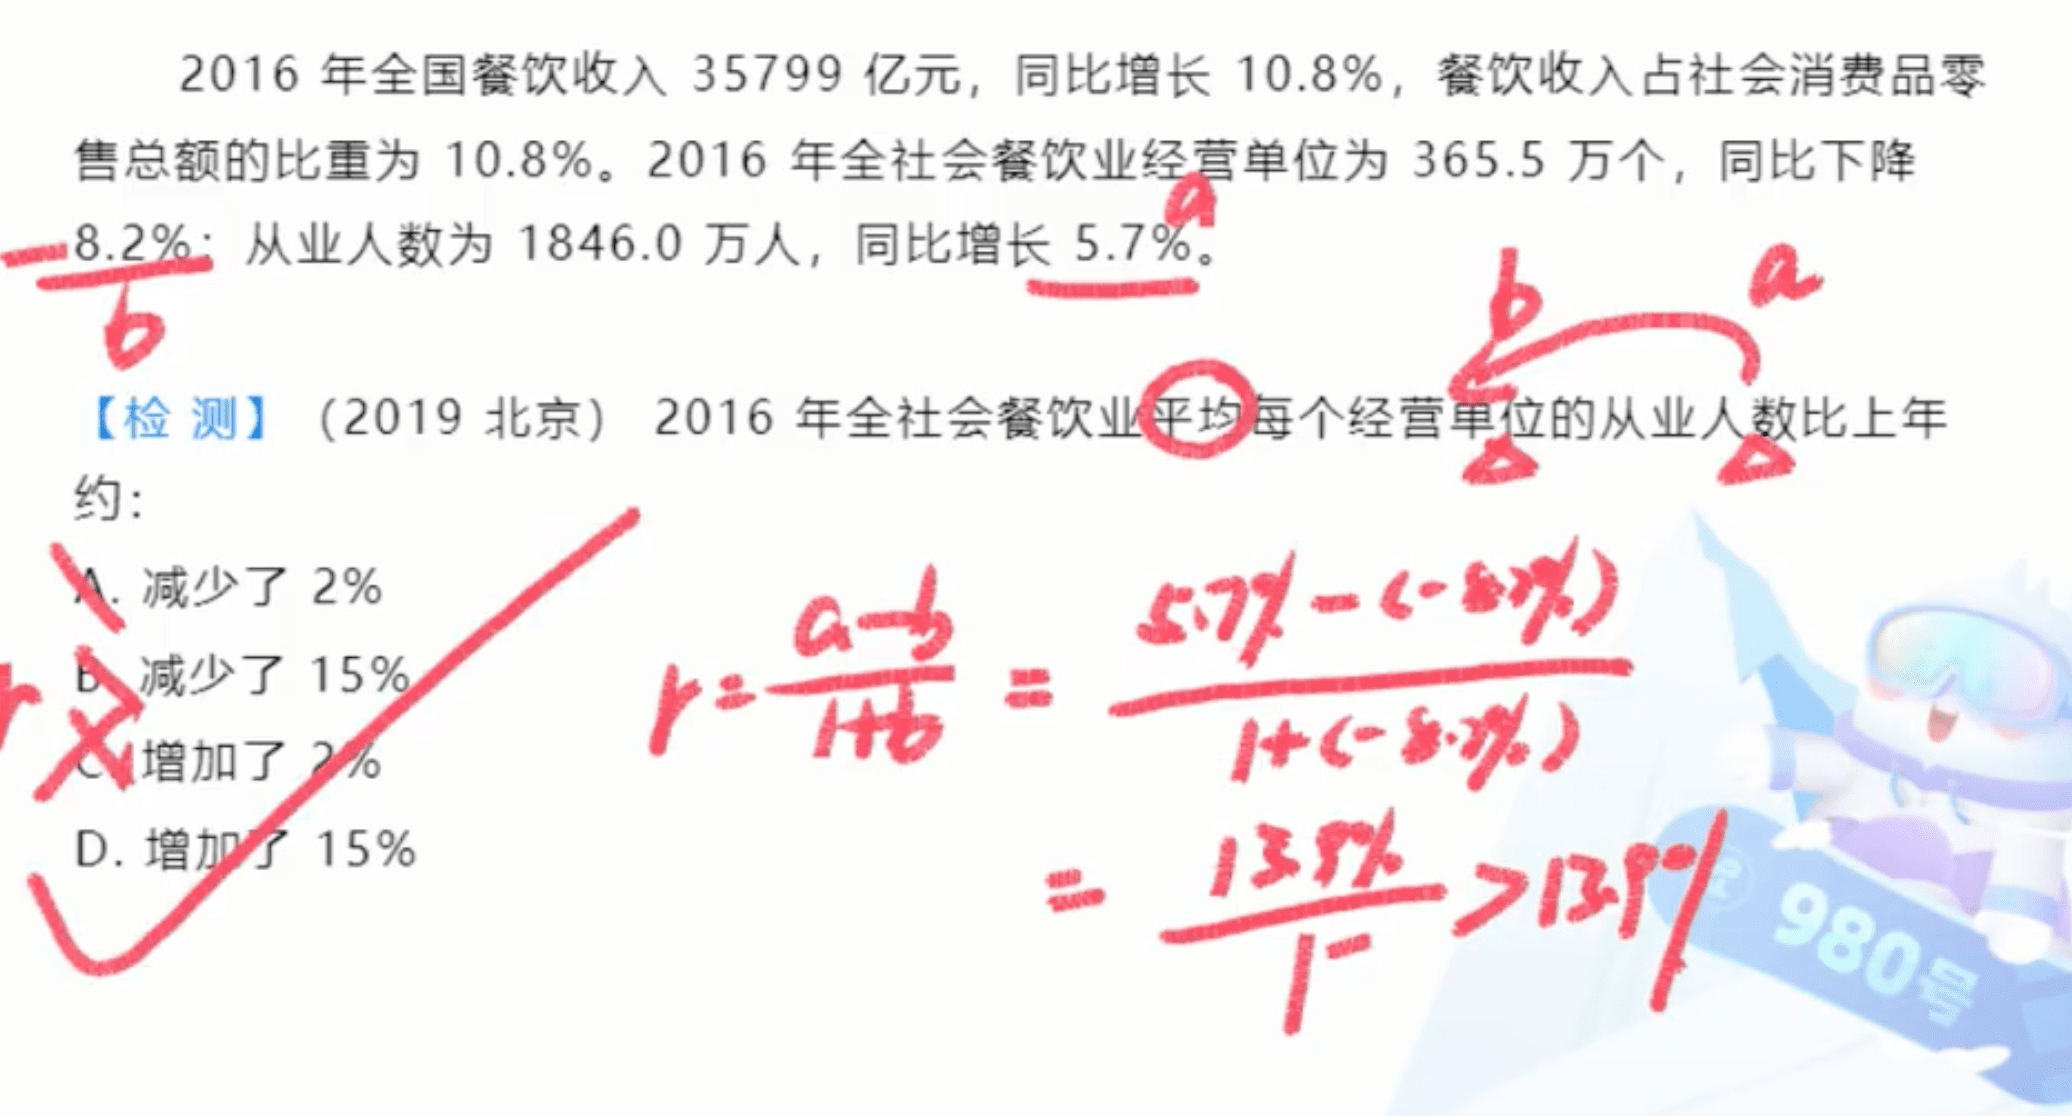 2016 年全国餐饮收入 35799 亿元，同比增长 10.8%，餐饮收入占社会消费品零
售总额的比重为 10.8%。2016 年全社会餐饮业经营单位为 365.5 万个，同比下降
a
- 8.2%；从业人数为 1846.0 万人，同比增长 5.7%。
b
b a
【检 测】（2019 北京） 2016 年全社会餐饮业平均每个经营单位的从业人数比上年
约：
A. 减少了 2%
B. 减少了 15%
C. 增加了 2%
D. 增加了 15%
r = (a-b)/(1+b) = (5.7%-(-8.2%))/(1+(-8.2%))
= 13.9%/1⁻ > 13.9%
r
980号